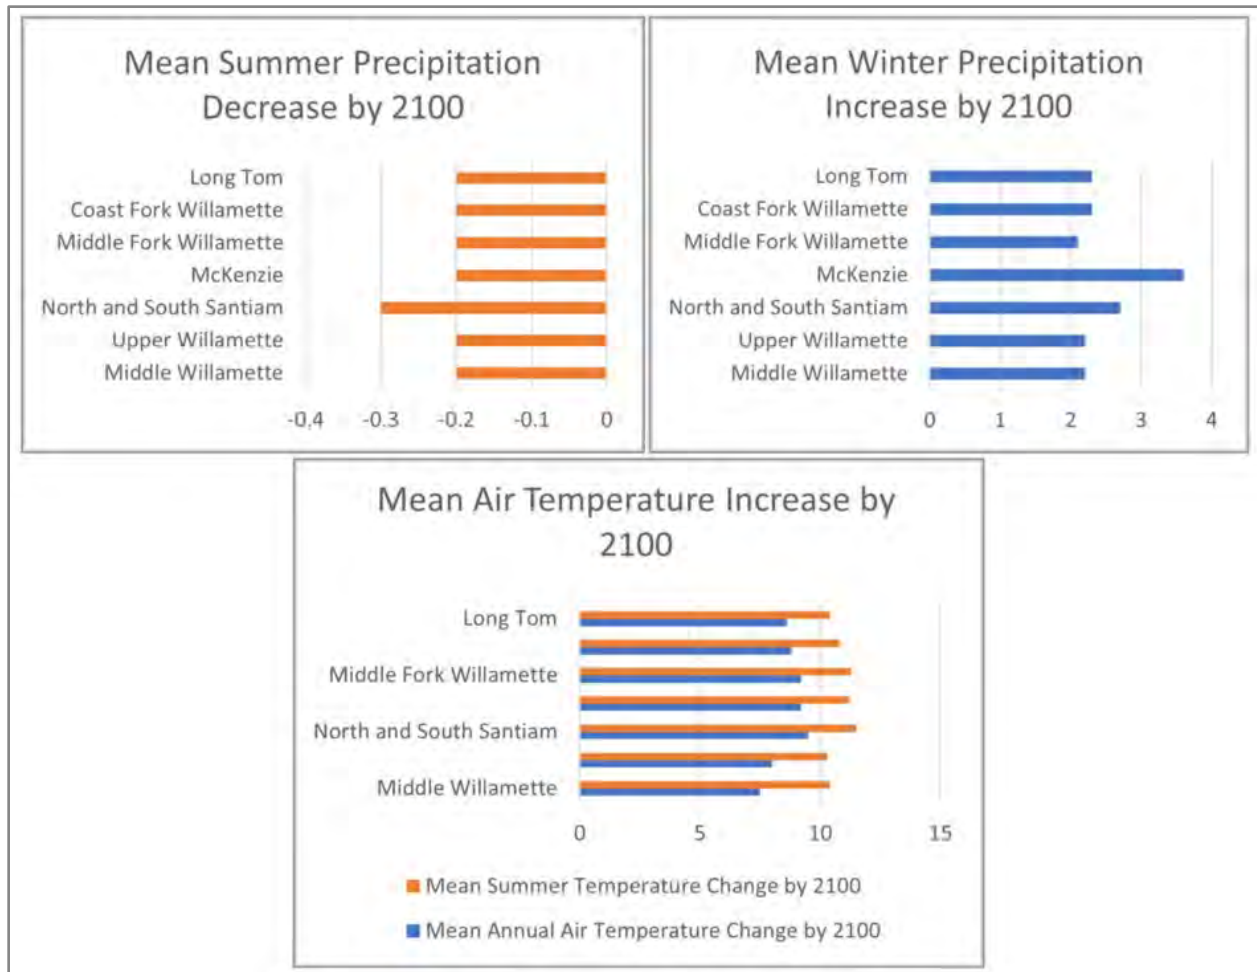 Mean Summer Precipitation
Decrease by 2100
Long Tom
Coast Fork Willamette
Middle Fork Willamette
McKenzie
North and South Santiam
Upper Willamette
Middle Willamette
-0.4 -0.3 -0.2 -0.1 0
Mean Winter Precipitation
Increase by 2100
Long Tom
Coast Fork Willamette
Middle Fork Willamette
McKenzie
North and South Santiam
Upper Willamette
Middle Willamette
0 1 2 3 4
Mean Air Temperature Increase by
2100
Long Tom
Middle Fork Willamette
North and South Santiam
Middle Willamette
0 5 10 15
Mean Summer Temperature Change by 2100
Mean Annual Air Temperature Change by 2100